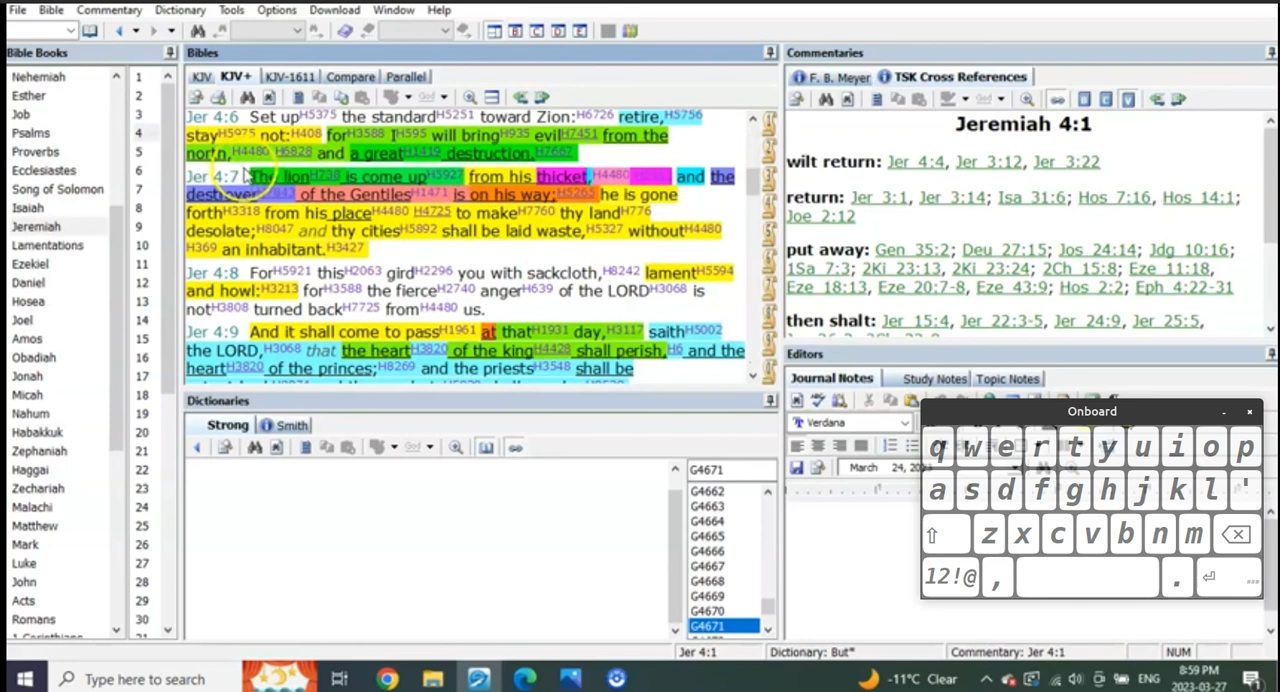 File Bible Commentary Dictionary Tools Options Download Window Help
Bible Books
Nehemiah
Esther
Job
Psalms
Proverbs
Ecclesiastes
Song of Solomon
Isaiah
Jeremiah
Lamentations
Ezekiel
Daniel
Hosea
Joel
Amos
Obadiah
Jonah
Micah
Nahum
Habakkuk
Zephaniah
Haggai
Zechariah
Malachi
Matthew
Mark
Luke
John
Acts
Romans
1 Corinthians
1
2
3
4
5
6
7
8
9
10
11
12
13
14
15
16
17
18
19
20
21
22
23
24
25
26
27
28
29
30
Bibles
KJV KJV+ KJV-1611 Compare Parallel
Jer 4:6 Set upH5375 the standardH5251 toward Zion:H6726 retire,H5756
stayH5975 not:H408 forH3588 IH595 will bringH935 evilH7451 from the
H4480 H6828 and a greatH1419 destruction.H7667
Jer 4:7 The lionH738 is come upH5927 from his thicket,H4480 and the
destroyer of the GentilesH1471 is on his way;H5265 he is gone
forthH3318 from his placeH4480 H4725 to makeH7760 thy landH776
desolate;H8047 and thy citiesH5892 shall be laid waste,H5327 withoutH4480
H369 an inhabitant.H3427
Jer 4:8 ForH5921 thisH2063 girdH2296 you with sackcloth,H8242 lamentH5594
and howl:H3213 forH3588 the fierceH2740 angerH639 of the LORDH3068 is
notH3808 turned backH7725 fromH4480 us.
Jer 4:9 And it shall come to passH1961 at thatH1931 day,H3117 saithH5002
the LORD,H3068 that the heartH3820 of the kingH4428 shall perish,H6 and the
heartH3820 of the princes;H8269 and the priestsH3548 shall be
Dictionaries
Strong Smith
G4671
G4662
G4663
G4664
G4665
G4666
G4667
G4668
G4669
G4670
G4671
Commentaries
F. B. Meyer TSK Cross References
Jeremiah 4:1
wilt return: Jer 4:4, Jer 3:12, Jer 3:22
return: Jer 3:1, Jer 3:14; Isa 31:6; Hos 7:16, Hos 14:1;
Joe 2:12
put away: Gen 35:2; Deu 27:15; Jos 24:14; Jdg 10:16;
1Sa 7:3; 2Ki 23:13, 2Ki 23:24; 2Ch 15:8; Eze 11:18,
Eze 18:13, Eze 20:7-8, Eze 43:9; Hos 2:2; Eph 4:22-31
then shalt: Jer 15:4, Jer 22:3-5, Jer 24:9, Jer 25:5,
Editors
Journal Notes Study Notes Topic Notes
Verdana
March 24,
Onboard
q w e r t y u i o p
a s d f g h j k l '
⇧ z x c v b n m
12!@ , . ...
Jer 4:1 Dictionary: But* Commentary: Jer 4:1 NUM
Type here to search
-11°C Clear ENG
8:59 PM
2023-03-27